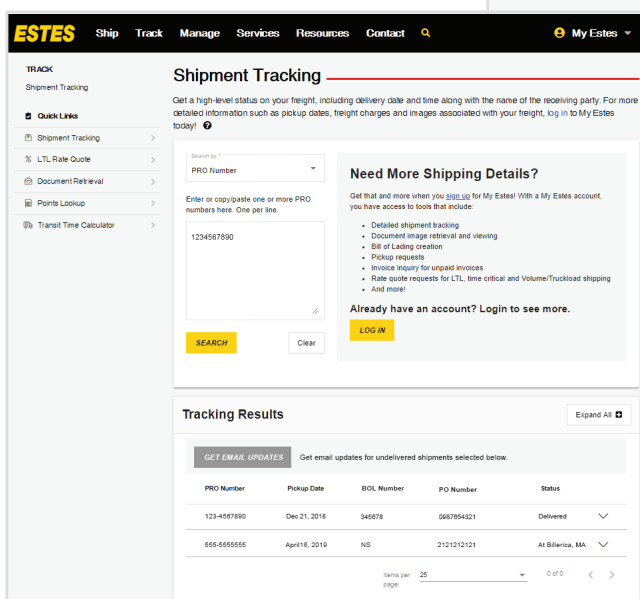 ESTES Ship Track Manage Services Resources Contact My Estes
TRACK
Shipment Tracking
Quick Links
Shipment Tracking
LTL Rate Quote
Document Retrieval
Points Lookup
Transit Time Calculator
Shipment Tracking
Get a high-level status on your freight, including delivery date and time along with the name of the receiving party. For more
detailed information such as pickup dates, freight charges and images associated with your freight, log in to My Estes
today!
Search by *
PRO Number
Enter or copy/paste one or more PRO
numbers here. One per line.
1234567890
SEARCH Clear
Need More Shipping Details?
Get that and more when you sign up for My Estes! With a My Estes account,
you have access to tools that include:
• Detailed shipment tracking
• Document image retrieval and viewing
• Bill of Lading creation
• Pickup requests
• Invoice inquiry for unpaid invoices
• Rate quote requests for LTL, time critical and Volume/Truckload shipping
• And more!
Already have an account? Login to see more.
LOG IN
Tracking Results Expand All
GET EMAIL UPDATES Get email updates for undelivered shipments selected below.
PRO Number Pickup Date BOL Number PO Number Status
123-4567890 Dec 21, 2018 345678 0987654321 Delivered
555-5555555 April16, 2019 NS 2121212121 At Billerica, MA
Items per
page: 25 0 of 0